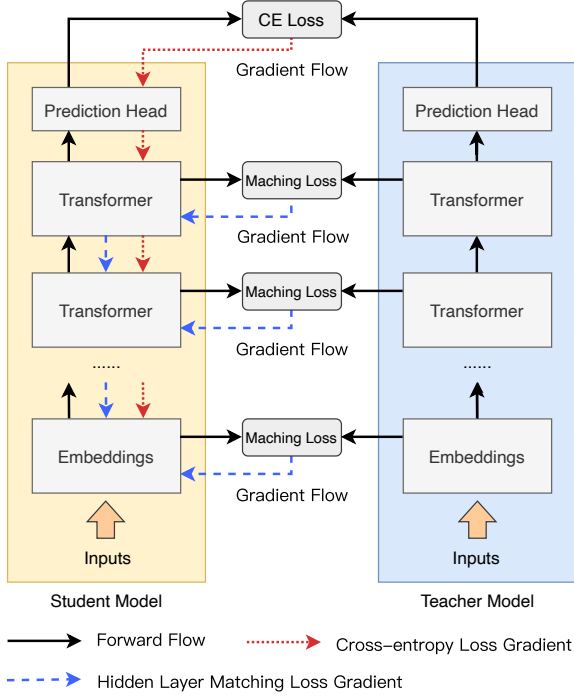 CE Loss
Gradient Flow
Prediction Head
Prediction Head
Transformer
Maching Loss
Transformer
Gradient Flow
Transformer
Maching Loss
Transformer
Gradient Flow
......
......
Embeddings
Maching Loss
Embeddings
Gradient Flow
Inputs
Inputs
Student Model
Teacher Model
Forward Flow
Cross-entropy Loss Gradient
Hidden Layer Matching Loss Gradient